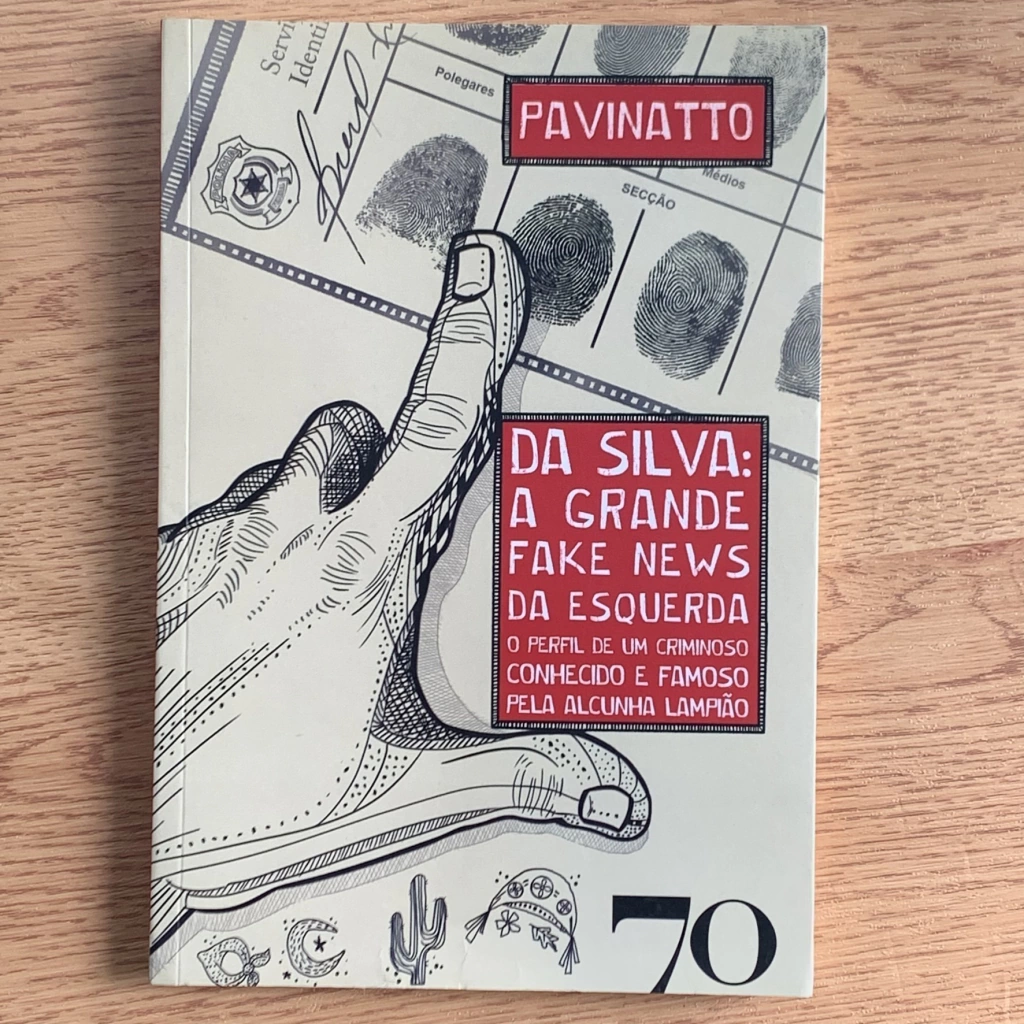 Servi
Identi
Polegares
PAVINATTO
Médios
SECÇÃO
DA SILVA:
A GRANDE
FAKE NEWS
DA ESQUERDA
O PERFIL DE UM CRIMINOSO
CONHECIDO E FAMOSO
PELA ALCUNHA LAMPIÃO
70